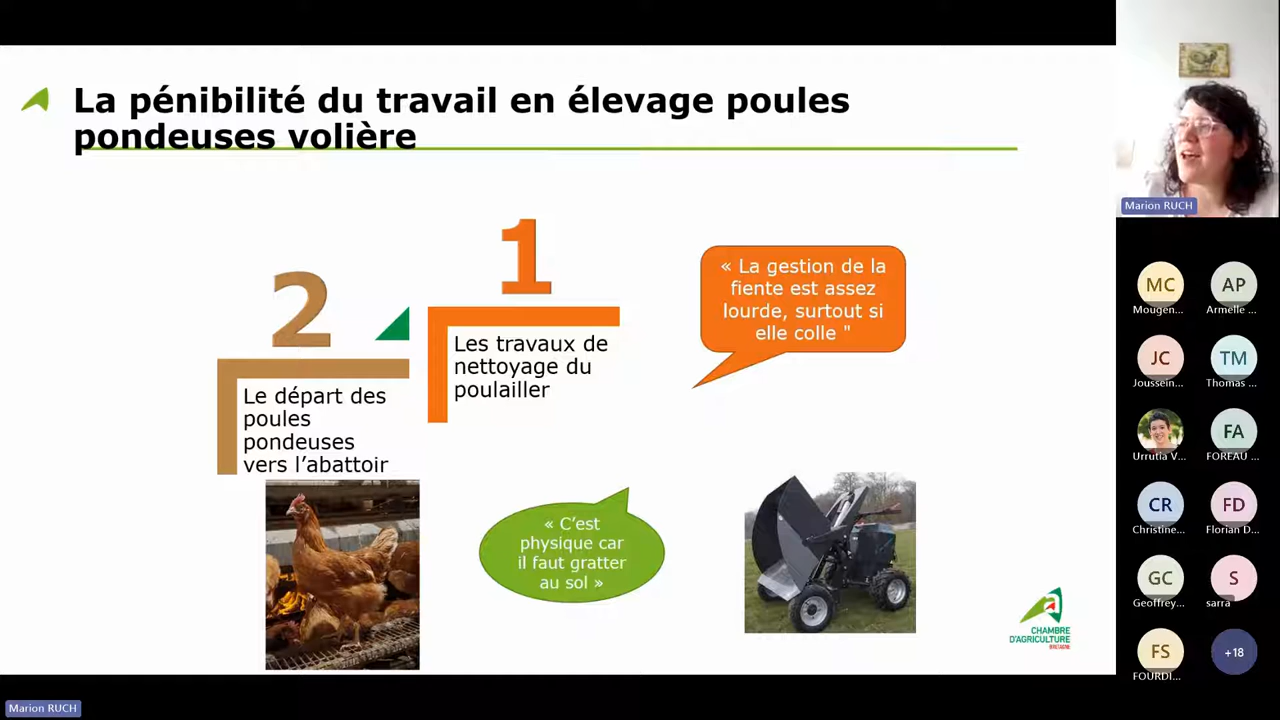 La pénibilité du travail en élevage poules
pondeuses volière
1
2
« La gestion de la
fiente est assez
lourde, surtout si
elle colle "
Les travaux de
nettoyage du
poulailler
Le départ des
poules
pondeuses
vers l'abattoir
« C'est
physique car
il faut gratter
au sol »
CHAMBRE
D'AGRICULTURE
BRETAGNE
Marion RUCH
MC
Mougen...
AP
Armelle ...
JC
Joussein...
TM
Thomas ...
Urrutia V...
FA
FOREAU ...
CR
Christine...
FD
Florian D...
GC
Geoffrey...
S
sarra
FS
FOURDI...
+18
Marion RUCH